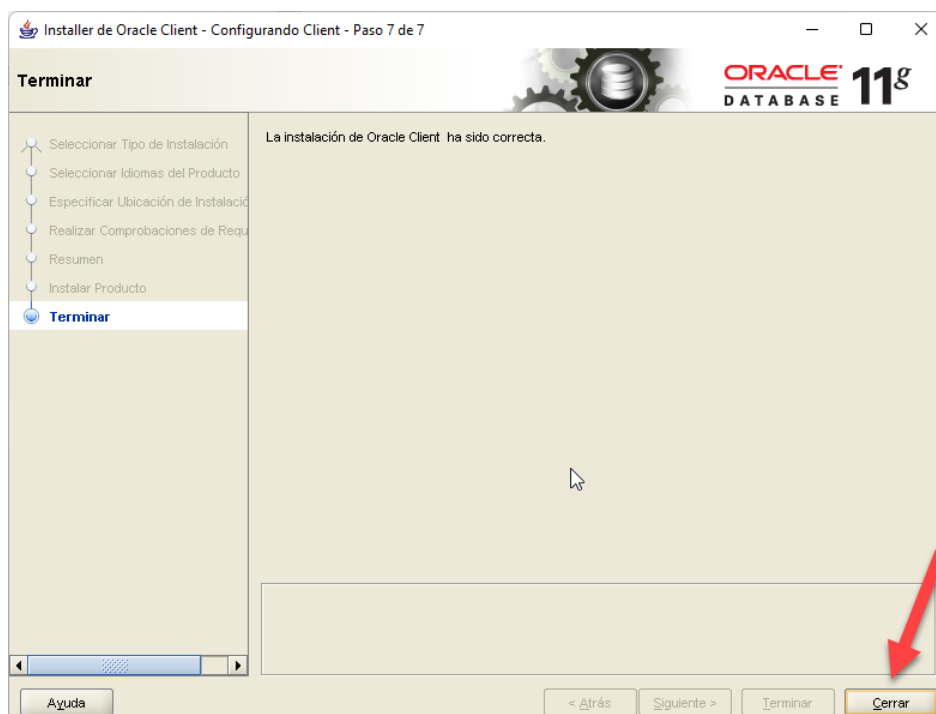 Installer de Oracle Client - Configurando Client - Paso 7 de 7
Terminar
ORACLE
DATABASE
11g
Seleccionar Tipo de Instalación
Seleccionar Idiomas del Producto
Especificar Ubicación de Instalació
Realizar Comprobaciones de Requ
Resumen
Instalar Producto
Terminar
La instalación de Oracle Client ha sido correcta.
Ayuda
< Atrás
Siguiente >
Terminar
Cerrar